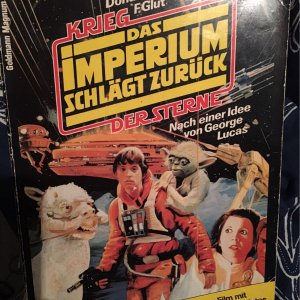 Goldmann Magnum
F.Glut
KRIEG
DAS
IMPERIUM
SCHLÄGT ZURÜCK
DER STERNE
Nach einer Idee
von George
Lucas
Film mit